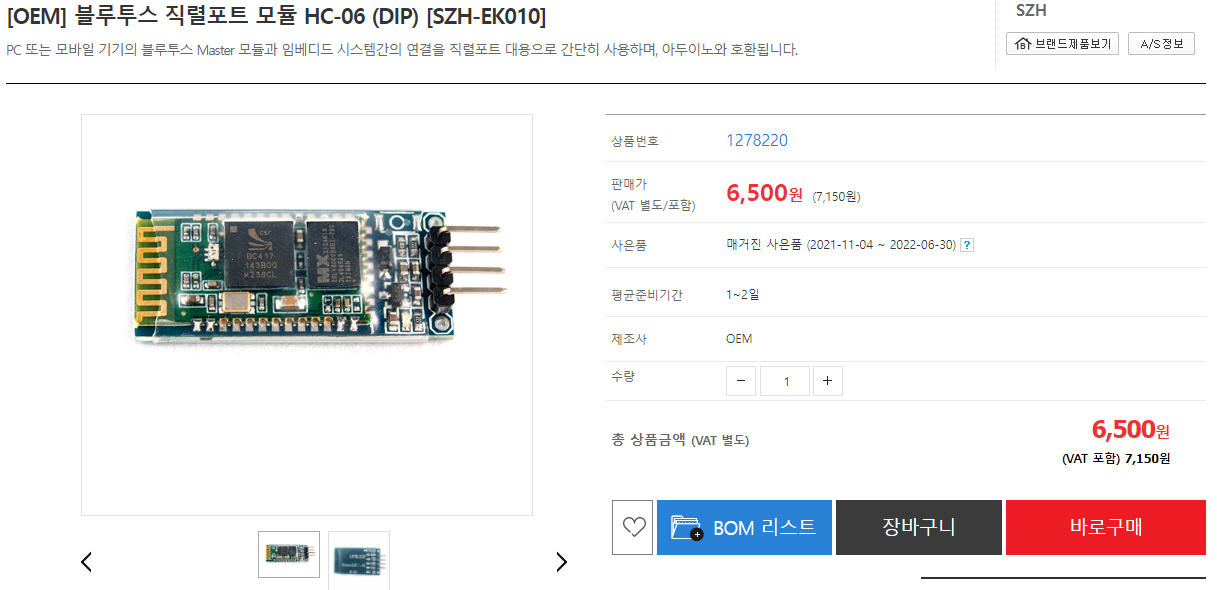 [OEM] 블루투스 직렬포트 모듈 HC-06 (DIP) [SZH-EK010]
PC 또는 모바일 기기의 블루투스 Master 모듈과 임베디드 시스템간의 연결을 직렬포트 대용으로 간단히 사용하며, 아두이노와 호환됩니다.
SZH
브랜드제품보기
A/S정보
CSR
BC417
143BGQ
K238CL
MX
상품번호
1278220
판매가
(VAT 별도/포함)
6,500원 (7,150원)
사은품
매거진 사은품 (2021-11-04 ~ 2022-06-30) ?
평균준비기간
1~2일
제조사
OEM
수량
− 1 +
총 상품금액 (VAT 별도)
6,500원
(VAT 포함) 7,150원
BOM 리스트
장바구니
바로구매